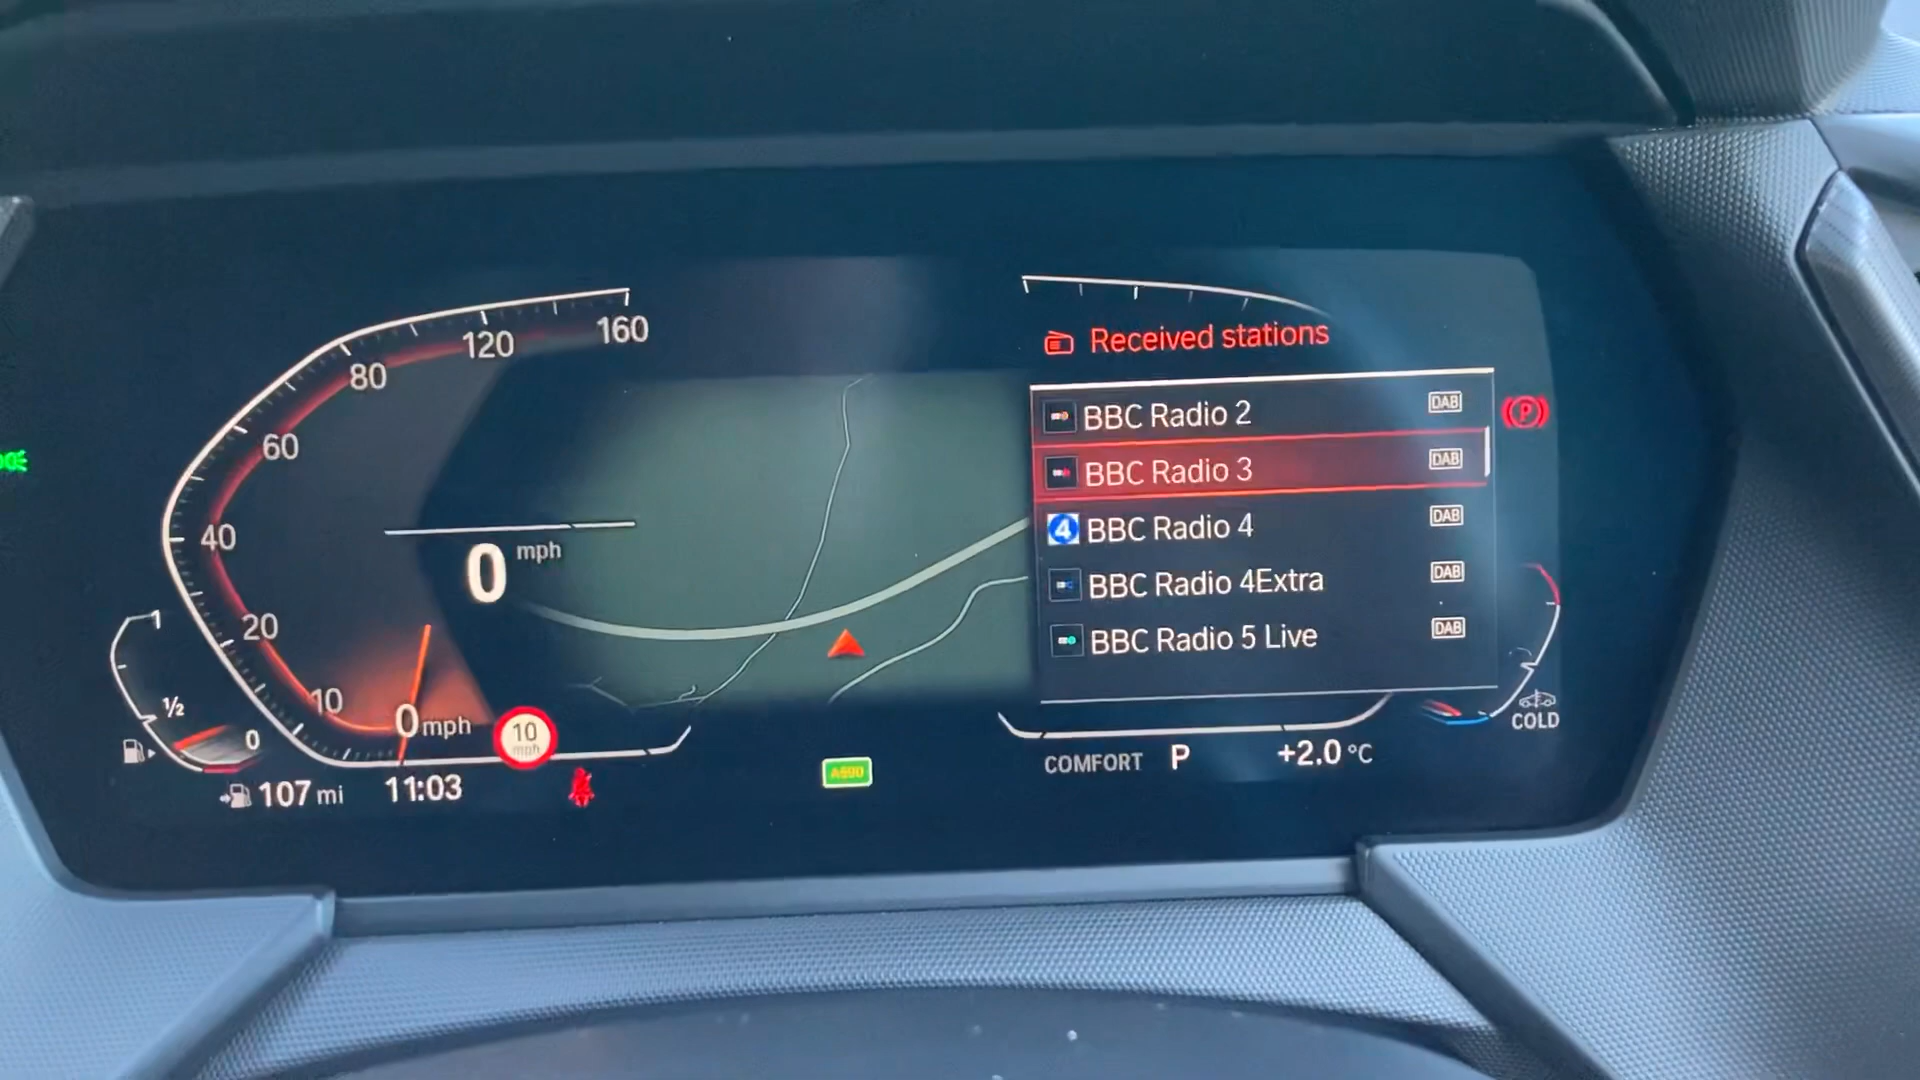 160
120
80
60
40
20
10
0 mph
0 mph
10
mph
1
½
0
107 mi
11:03
A690
Received stations
BBC Radio 2 DAB
BBC Radio 3 DAB
4 BBC Radio 4 DAB
BBC Radio 4Extra DAB
BBC Radio 5 Live DAB
P
COLD
COMFORT P +2.0 °C